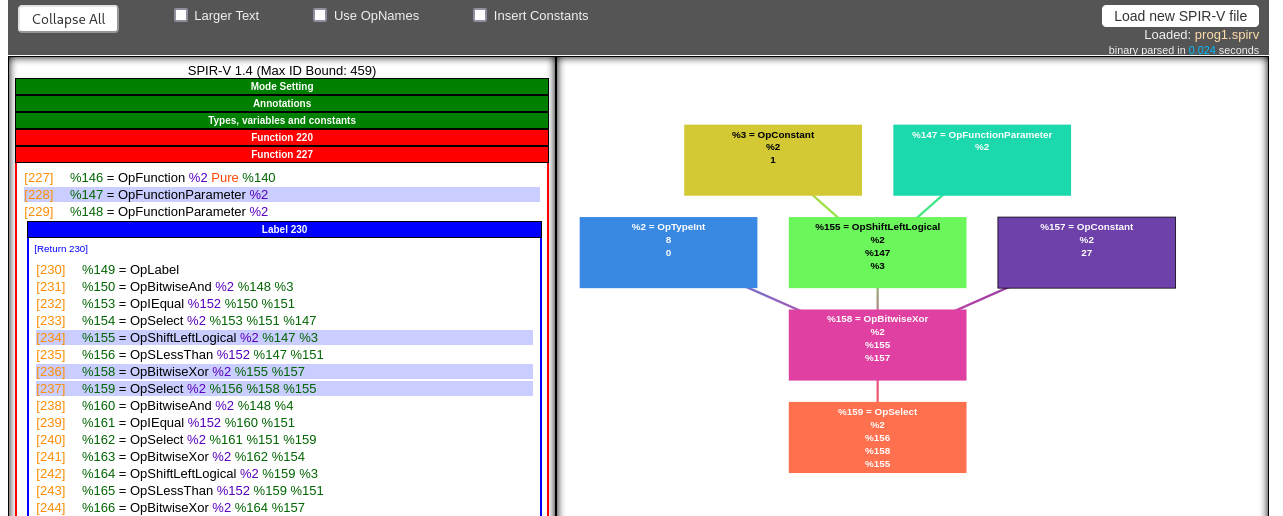 Collapse All
Larger Text
Use OpNames
Insert Constants
Load new SPIR-V file
Loaded: prog1.spirv
binary parsed in 0.024 seconds
SPIR-V 1.4 (Max ID Bound: 459)
Mode Setting
Annotations
Types, variables and constants
Function 220
Function 227
[227] %146 = OpFunction %2 Pure %140
[228] %147 = OpFunctionParameter %2
[229] %148 = OpFunctionParameter %2
Label 230
[Return 230]
[230] %149 = OpLabel
[231] %150 = OpBitwiseAnd %2 %148 %3
[232] %153 = OpIEqual %152 %150 %151
[233] %154 = OpSelect %2 %153 %151 %147
[234] %155 = OpShiftLeftLogical %2 %147 %3
[235] %156 = OpSLessThan %152 %147 %151
[236] %158 = OpBitwiseXor %2 %155 %157
[237] %159 = OpSelect %2 %156 %158 %155
[238] %160 = OpBitwiseAnd %2 %148 %4
[239] %161 = OpIEqual %152 %160 %151
[240] %162 = OpSelect %2 %161 %151 %159
[241] %163 = OpBitwiseXor %2 %162 %154
[242] %164 = OpShiftLeftLogical %2 %159 %3
[243] %165 = OpSLessThan %152 %159 %151
[244] %166 = OpBitwiseXor %2 %164 %157
%3 = OpConstant
%2
1
%147 = OpFunctionParameter
%2
%2 = OpTypeInt
8
0
%155 = OpShiftLeftLogical
%2
%147
%3
%157 = OpConstant
%2
27
%158 = OpBitwiseXor
%2
%155
%157
%159 = OpSelect
%2
%156
%158
%155